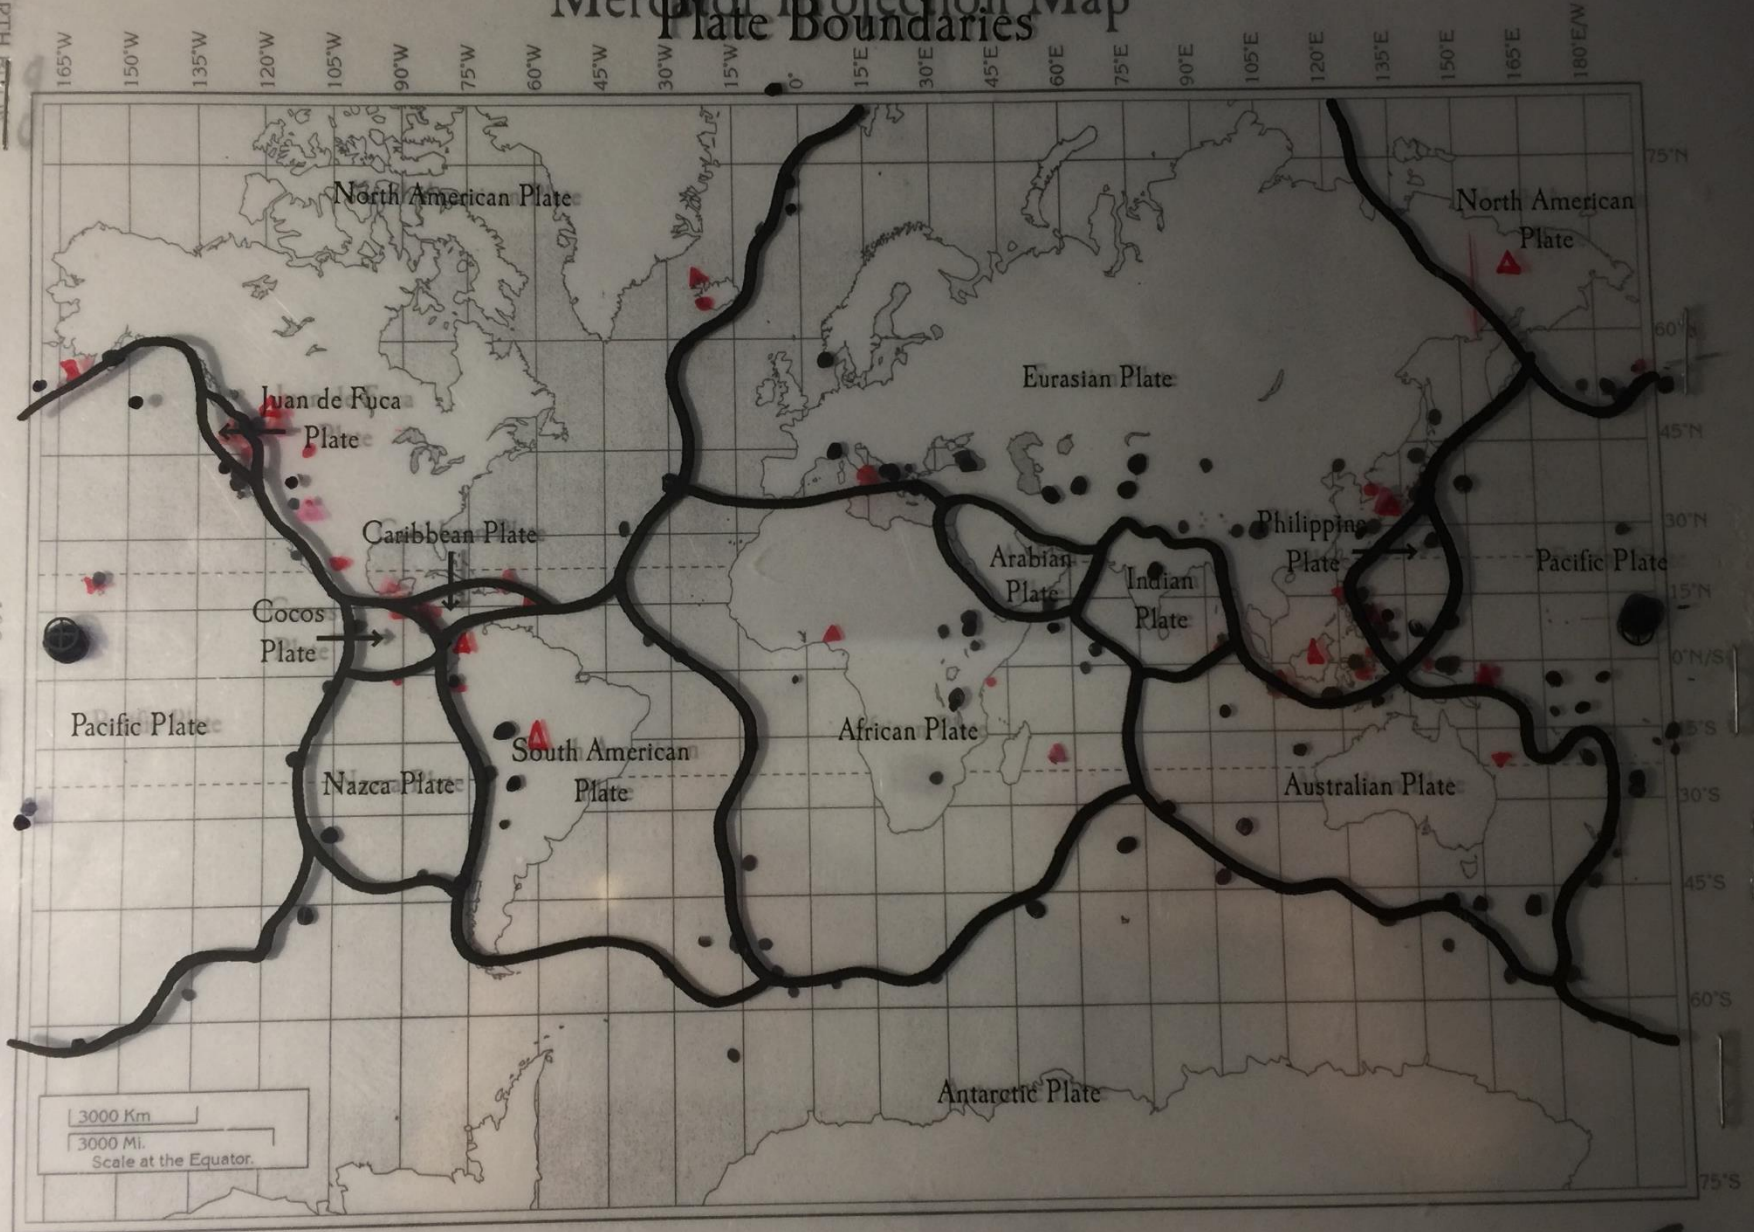 Mercator Projection Map
Plate Boundaries
165°W 150°W 135°W 120°W 105°W 90°W 75°W 60°W 45°W 30°W 15°W 0° 15°E 30°E 45°E 60°E 75°E 90°E 105°E 120°E 135°E 150°E 165°E 180°E/W
75°N
North American Plate
North American
Plate
60°N
Eurasian Plate
Juan de Fuca
Plate
45°N
30°N
Caribbean Plate
Philippine
Plate
Arabian
Plate
Pacific Plate
Indian
Plate
15°N
Cocos
Plate
0°N/S
Pacific Plate
African Plate
15°S
South American
Plate
Nazca Plate
Australian Plate
30°S
45°S
60°S
Antarctic Plate
3000 Km
3000 Mi.
Scale at the Equator.
75°S